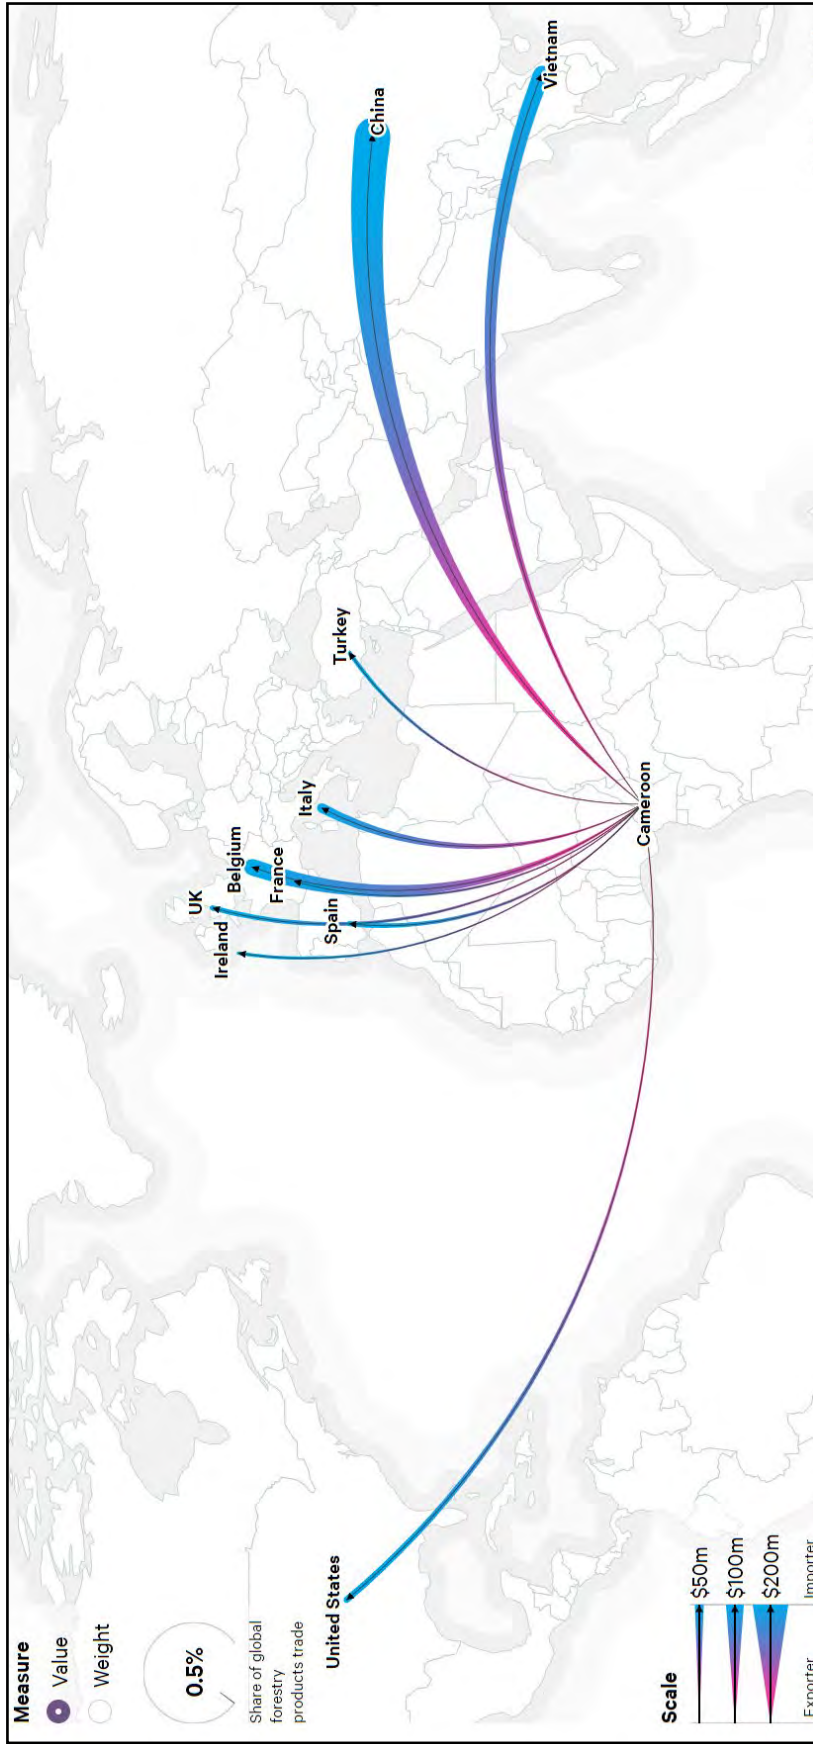 Measure
Value
Weight
0.5%
Share of global
forestry
products trade
United States
Ireland
UK
Belgium
France
Spain
Italy
Turkey
China
Vietnam
Cameroon
Scale
$50m
$100m
$200m
Exporter
Importer